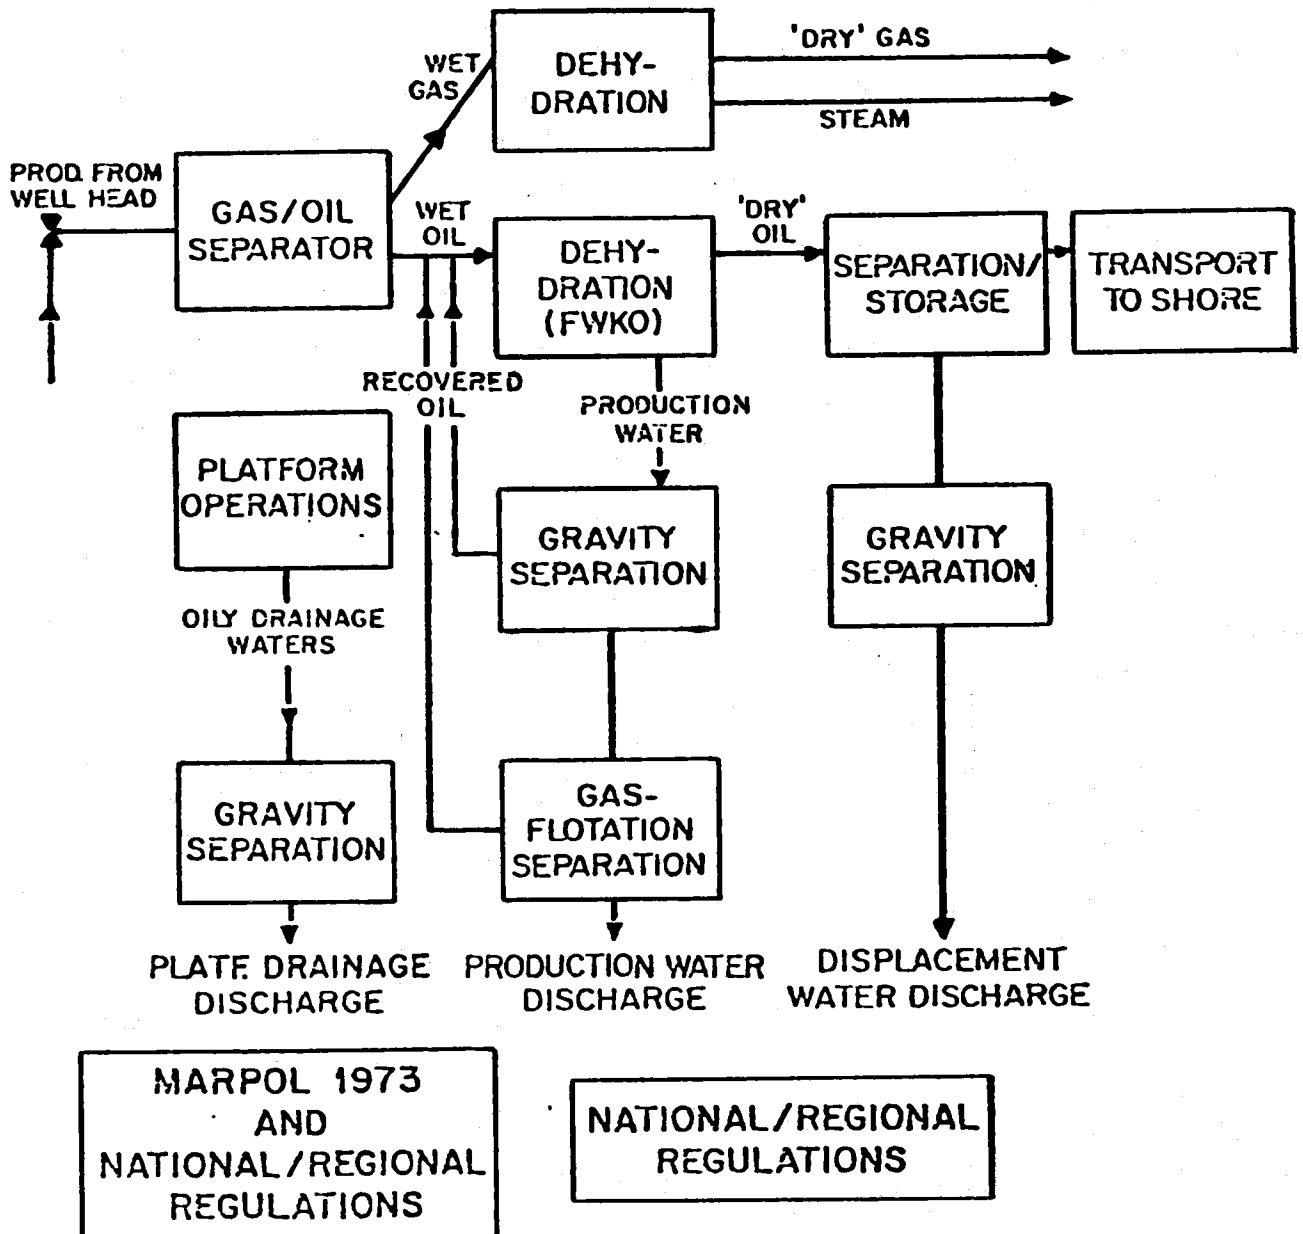 'DRY' GAS
WET
GAS
DEHY-
DRATION
STEAM
PROD. FROM
WELL HEAD
GAS/OIL
SEPARATOR
WET
OIL
DEHY-
DRATION
(FWKO)
'DRY'
OIL
SEPARATION/
STORAGE
TRANSPORT
TO SHORE
RECOVERED
OIL
PRODUCTION
WATER
PLATFORM
OPERATIONS
GRAVITY
SEPARATION
GRAVITY
SEPARATION
OILY DRAINAGE
WATERS
GRAVITY
SEPARATION
GAS-
FLOTATION
SEPARATION
PLATF. DRAINAGE
DISCHARGE
PRODUCTION WATER
DISCHARGE
DISPLACEMENT
WATER DISCHARGE
MARPOL 1973
AND
NATIONAL/REGIONAL
REGULATIONS
NATIONAL/REGIONAL
REGULATIONS